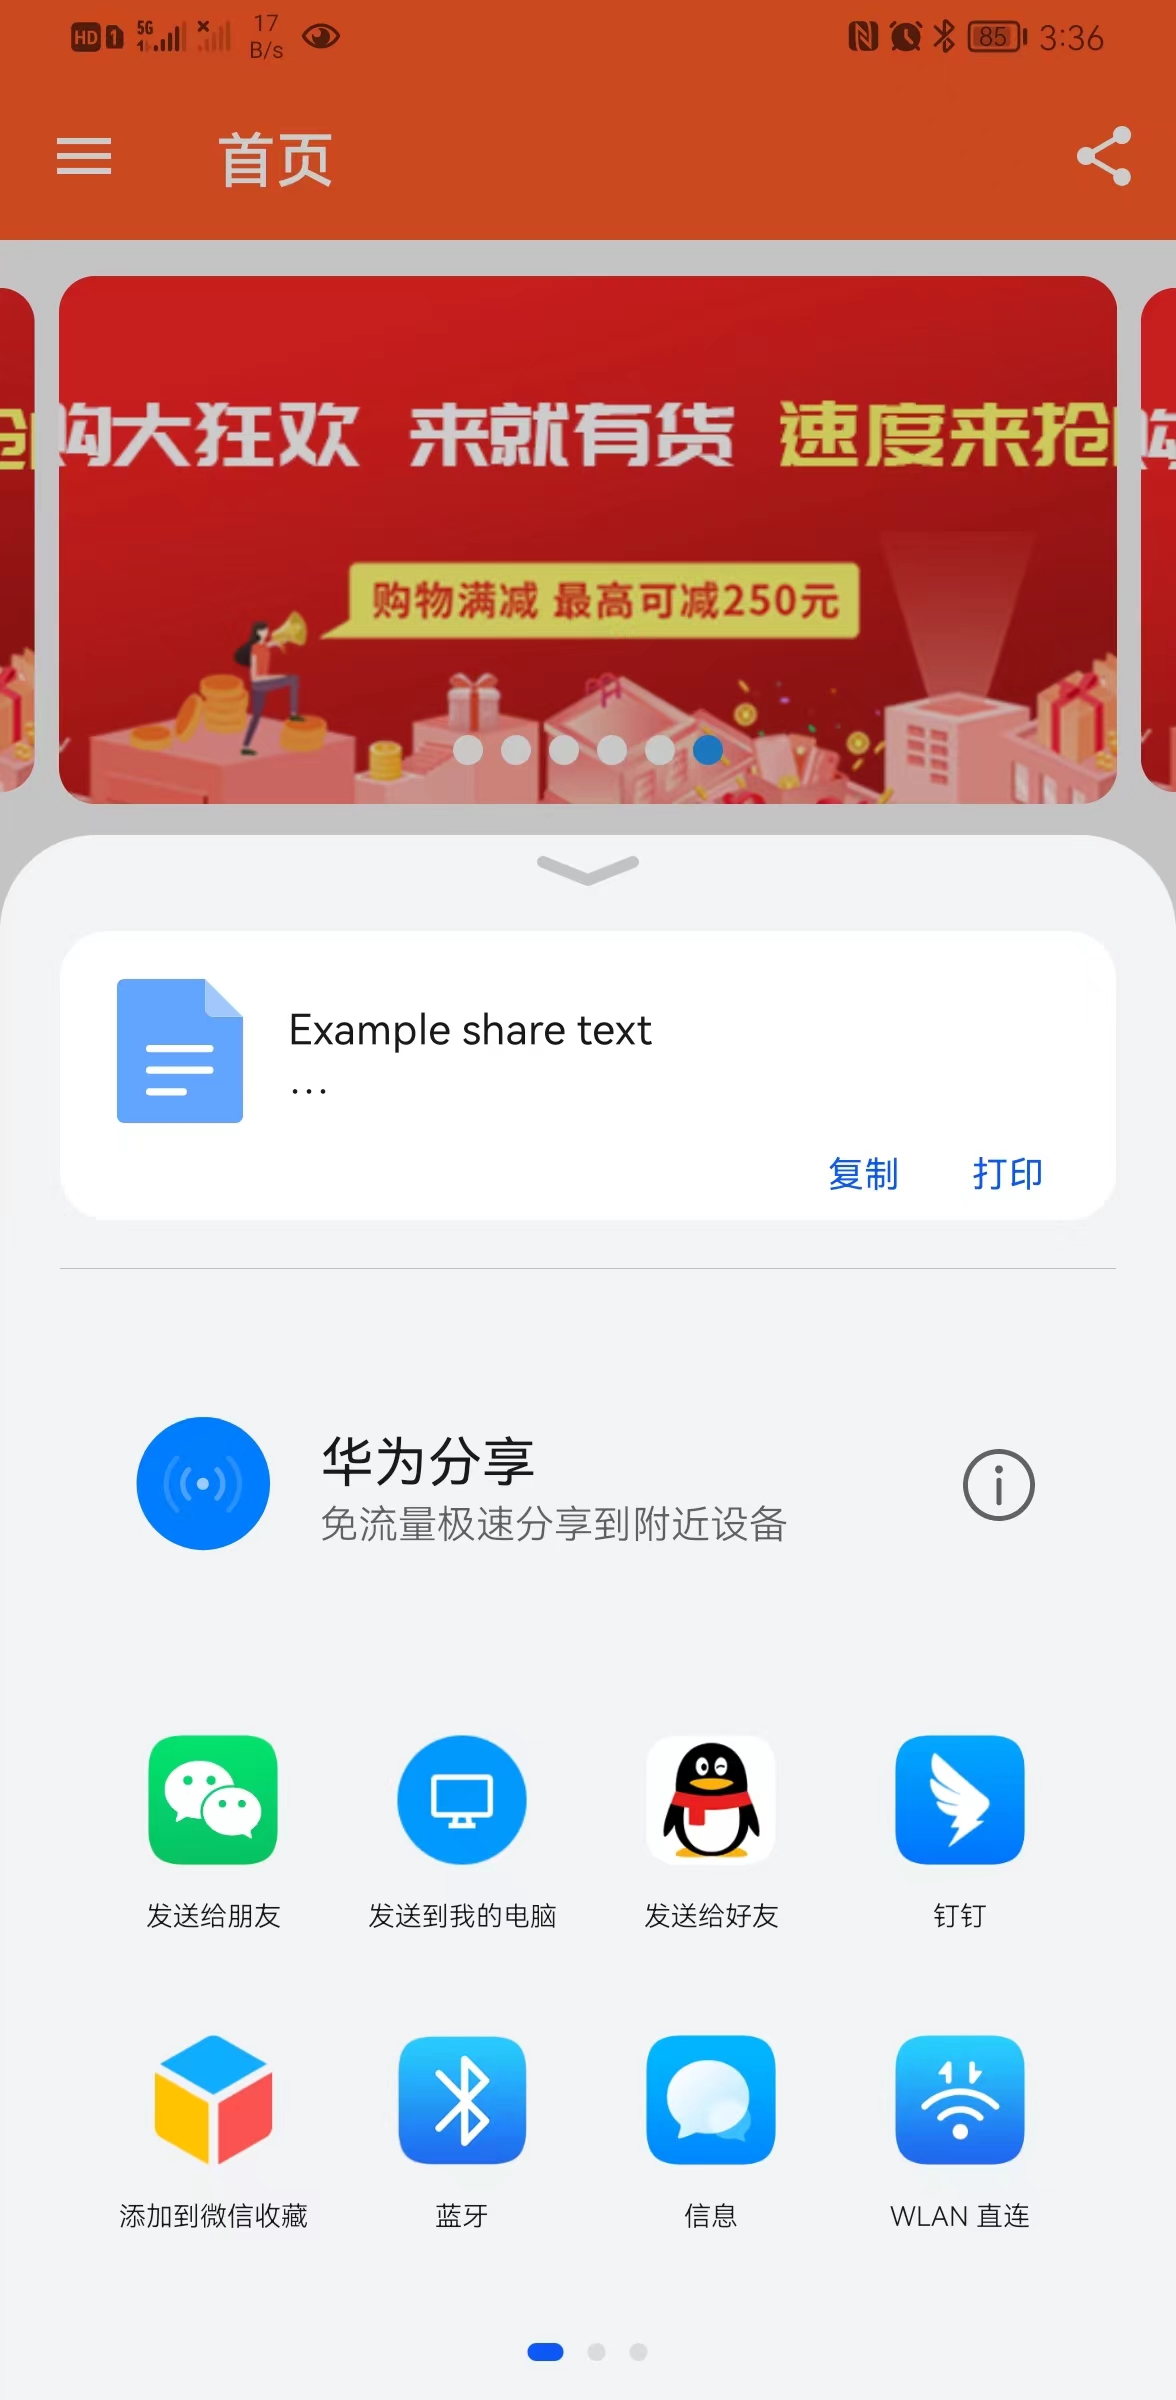 HD 1 5G 17 B/s 85 3:36
首页
购大狂欢 来就有货 速度来抢
购物满减 最高可减250元
Example share text
...
复制 打印
华为分享
免流量极速分享到附近设备
发送给朋友 发送到我的电脑 发送给好友 钉钉
添加到微信收藏 蓝牙 信息 WLAN 直连